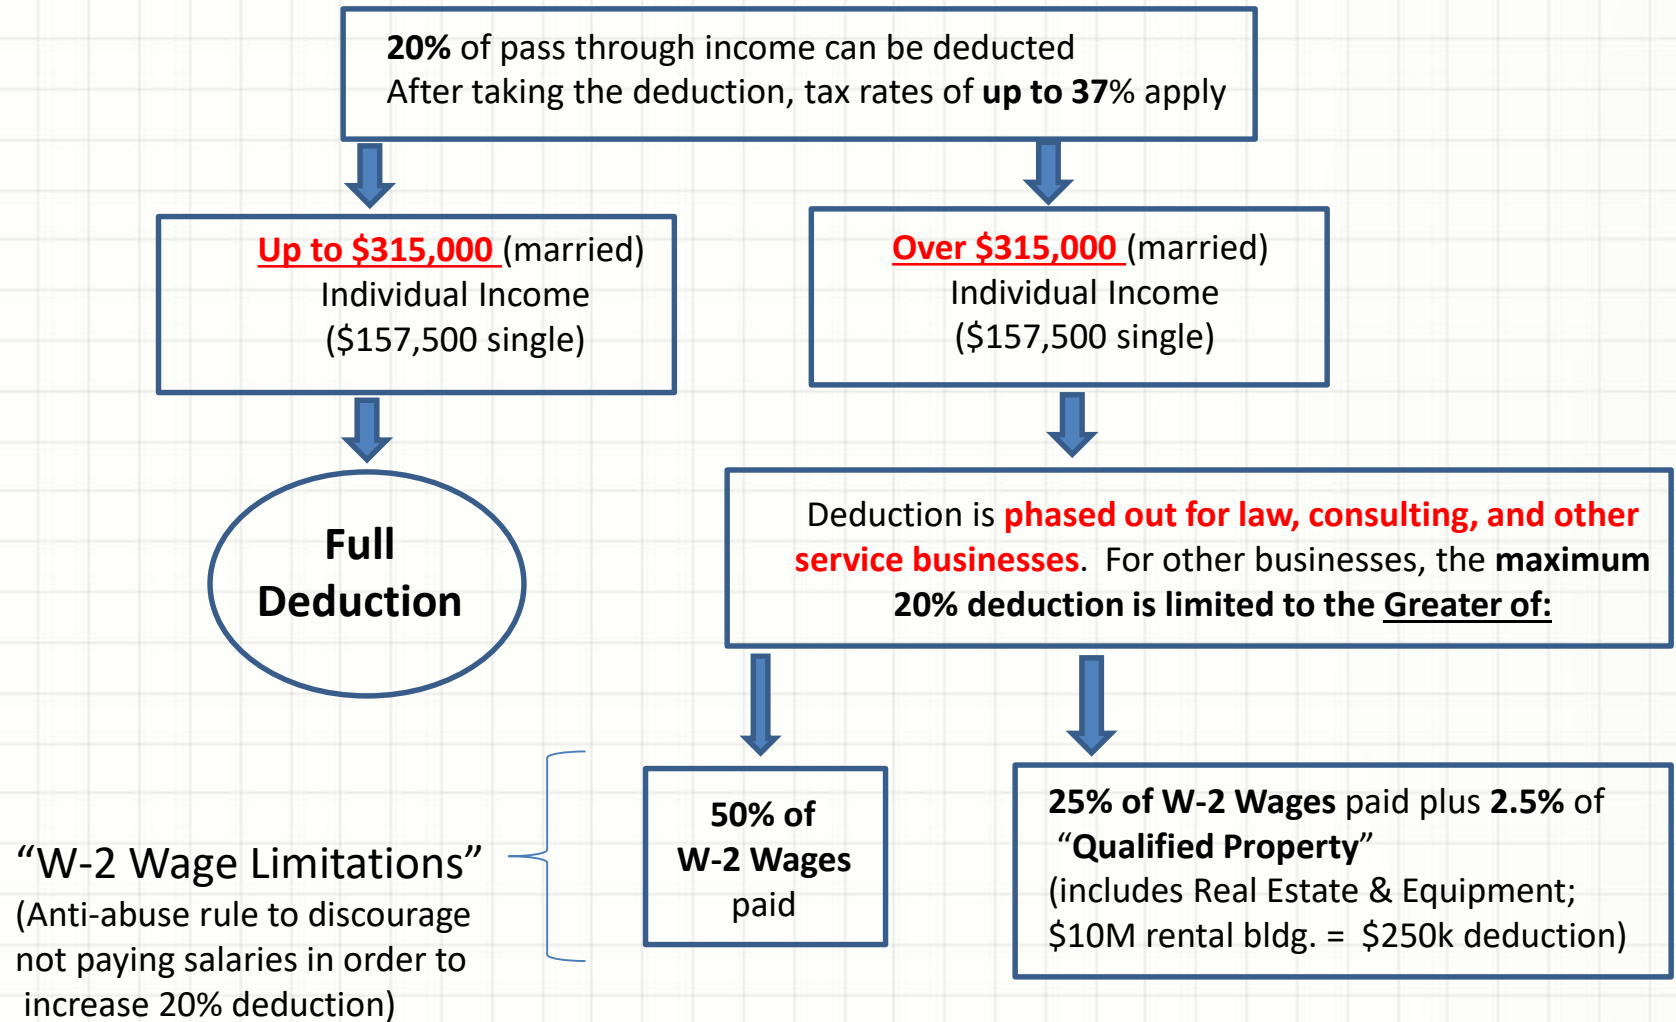 20% of pass through income can be deducted
After taking the deduction, tax rates of up to 37% apply
Up to $315,000 (married)
Individual Income
($157,500 single)
Over $315,000 (married)
Individual Income
($157,500 single)
Full
Deduction
Deduction is phased out for law, consulting, and other
service businesses. For other businesses, the maximum
20% deduction is limited to the Greater of:
“W-2 Wage Limitations”
(Anti-abuse rule to discourage
not paying salaries in order to
increase 20% deduction)
50% of
W-2 Wages
paid
25% of W-2 Wages paid plus 2.5% of
“Qualified Property”
(includes Real Estate & Equipment;
$10M rental bldg. = $250k deduction)